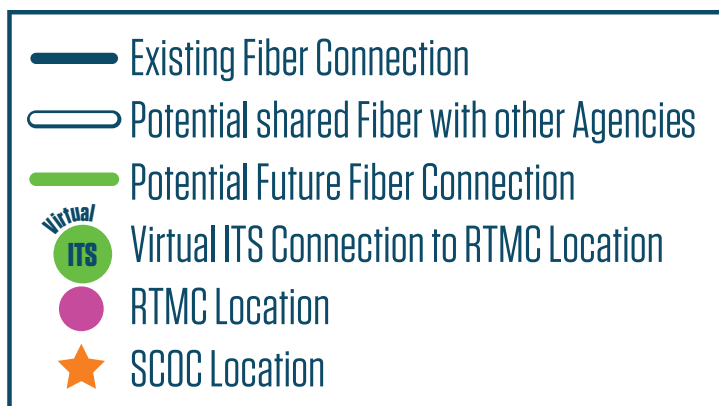 Existing Fiber Connection
Potential shared Fiber with other Agencies
Potential Future Fiber Connection
Virtual
ITS Virtual ITS Connection to RTMC Location
RTMC Location
SCOC Location